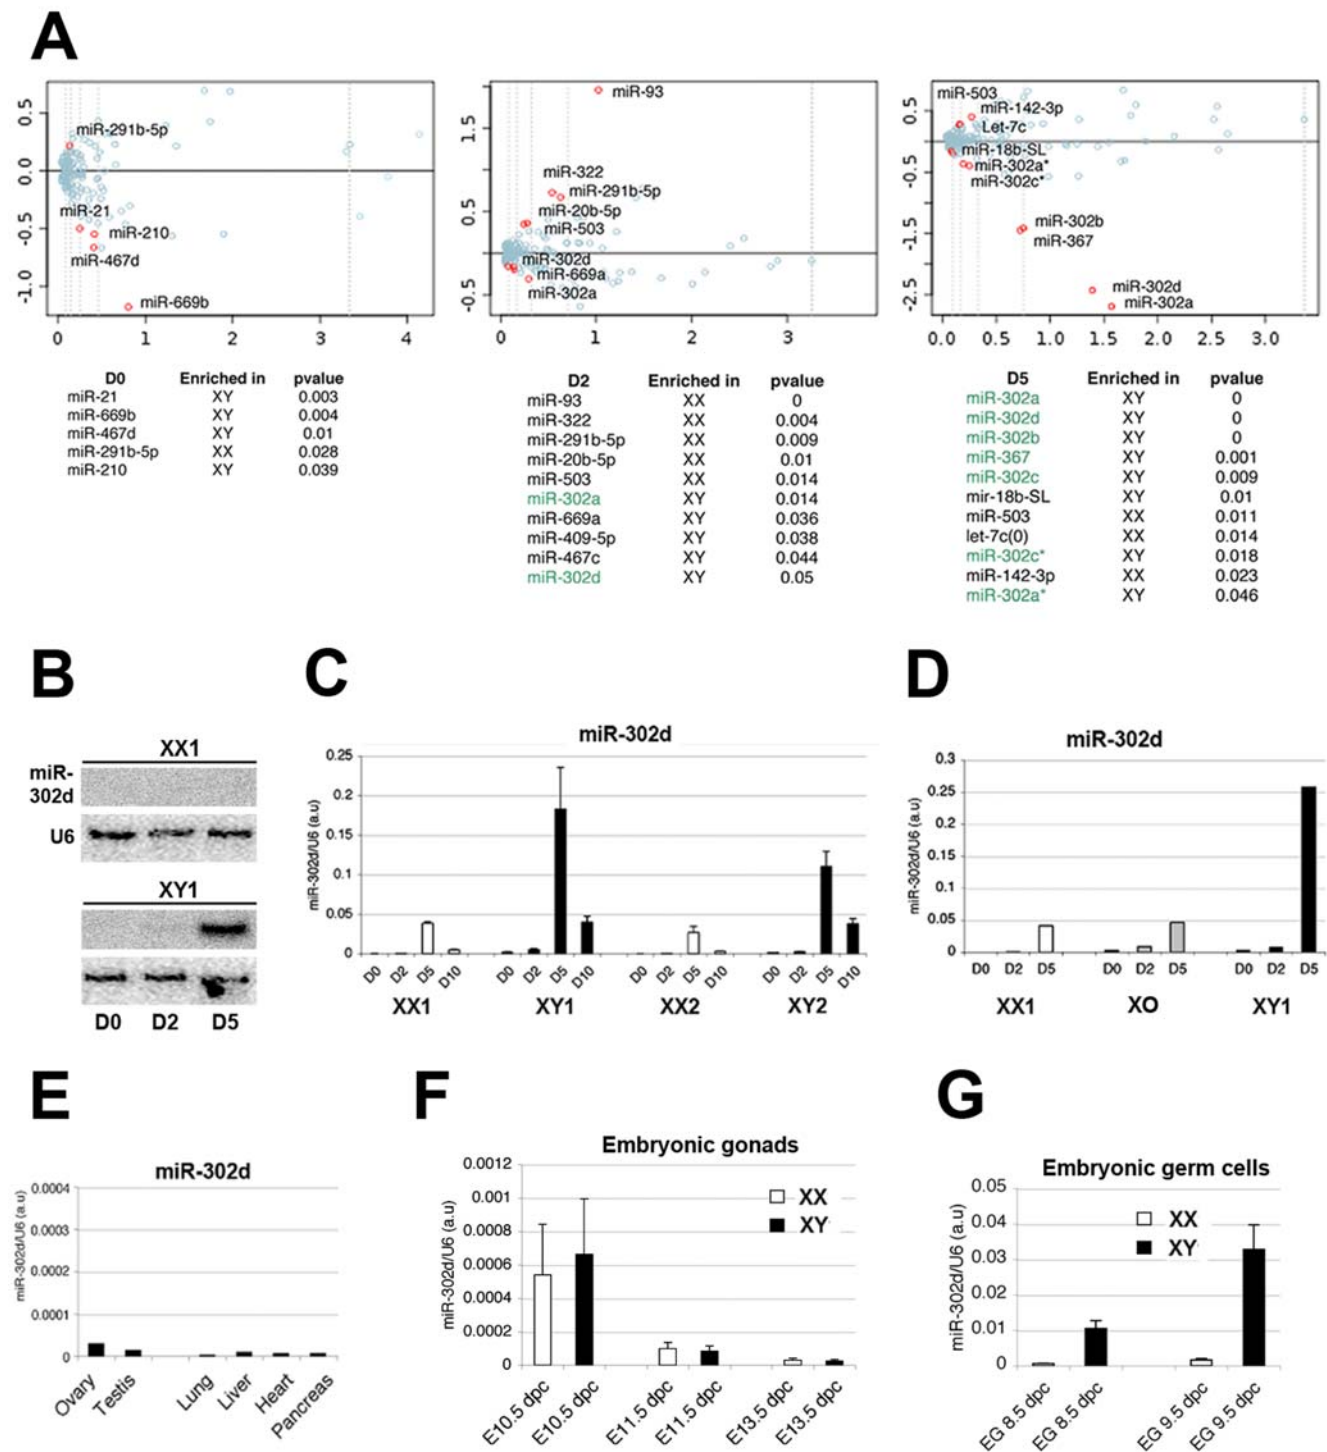 A
0.5
0.0
-0.5
-1.0
miR-291b-5p
miR-21
miR-210
miR-467d
miR-669b
0 1 2 3 4
1.5
0.5
-0.5
miR-93
miR-322
miR-291b-5p
miR-20b-5p
miR-503
miR-302d
miR-669a
miR-302a
0 1 2 3
0.5
-0.5
-1.5
-2.5
miR-503
miR-142-3p
Let-7c
miR-18b-SL
miR-302a*
miR-302c*
miR-302b
miR-367
miR-302d
miR-302a
0.0 0.5 1.0 1.5 2.0 2.5 3.0
D0 Enriched in pvalue
miR-21 XY 0.003
miR-669b XY 0.004
miR-467d XY 0.01
miR-291b-5p XX 0.028
miR-210 XY 0.039
D2 Enriched in pvalue
miR-93 XX 0
miR-322 XX 0.004
miR-291b-5p XX 0.009
miR-20b-5p XX 0.01
miR-503 XX 0.014
miR-302a XY 0.014
miR-669a XY 0.036
miR-409-5p XY 0.038
miR-467c XY 0.044
miR-302d XY 0.05
D5 Enriched in pvalue
miR-302a XY 0
miR-302d XY 0
miR-302b XY 0
miR-367 XY 0.001
miR-302c XY 0.009
mir-18b-SL XY 0.01
miR-503 XX 0.011
let-7c(0) XX 0.014
miR-302c* XY 0.018
miR-142-3p XX 0.023
miR-302a* XY 0.046
B
XX1
miR-
302d
U6
XY1
D0 D2 D5
C
miR-302d
miR-302d/U6 (a.u)
0.25
0.2
0.15
0.1
0.05
0
D0 D2 D5 D10 D0 D2 D5 D10 D0 D2 D5 D10 D0 D2 D5 D10
XX1 XY1 XX2 XY2
D
miR-302d
miR-302d/U6 (a.u)
0.3
0.25
0.2
0.15
0.1
0.05
0
D0 D2 D5 D0 D2 D5 D0 D2 D5
XX1 XO XY1
E
miR-302d
miR-302d/U6 (a.u)
0.0004
0.0003
0.0002
0.0001
0
Ovary Testis Lung Liver Heart Pancreas
F
Embryonic gonads
miR-302d/U6 (a.u)
0.0012
0.001
0.0008
0.0006
0.0004
0.0002
0
XX
XY
E10.5 dpc E10.5 dpc E11.5 dpc E11.5 dpc E13.5 dpc E13.5 dpc
G
Embryonic germ cells
miR-302d/U6 (a.u)
0.05
0.04
0.03
0.02
0.01
0
XX
XY
EG 8.5 dpc EG 8.5 dpc EG 9.5 dpc EG 9.5 dpc